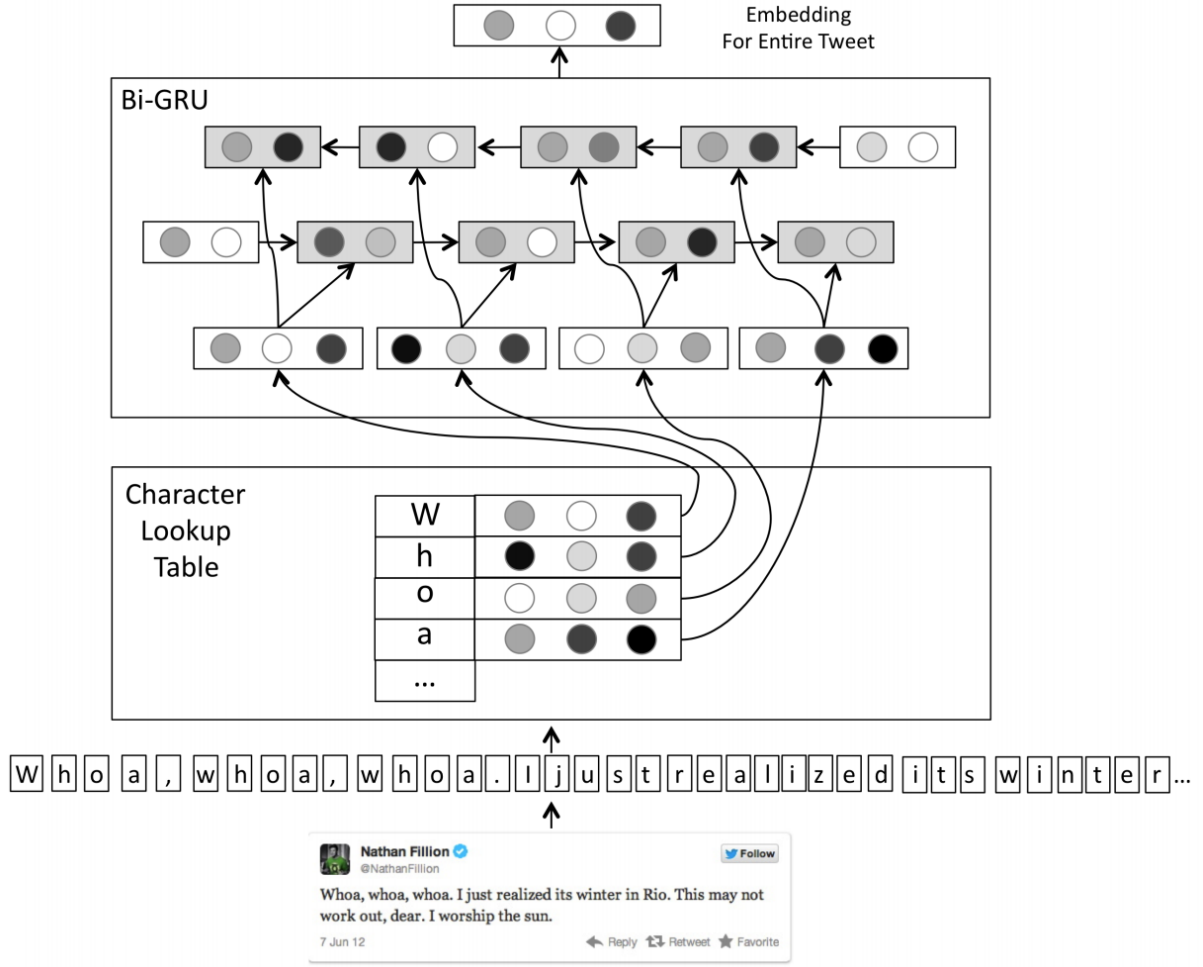 Embedding
For Entire Tweet
Bi-GRU
Character
Lookup
Table
W
h
o
a
...
W h o a , w h o a , w h o a . I j u s t r e a l i z e d i t s w i n t e r ...
Nathan Fillion
Follow
@NathanFillion
Whoa, whoa, whoa. I just realized its winter in Rio. This may not
work out, dear. I worship the sun.
7 Jun 12 Reply Retweet Favorite